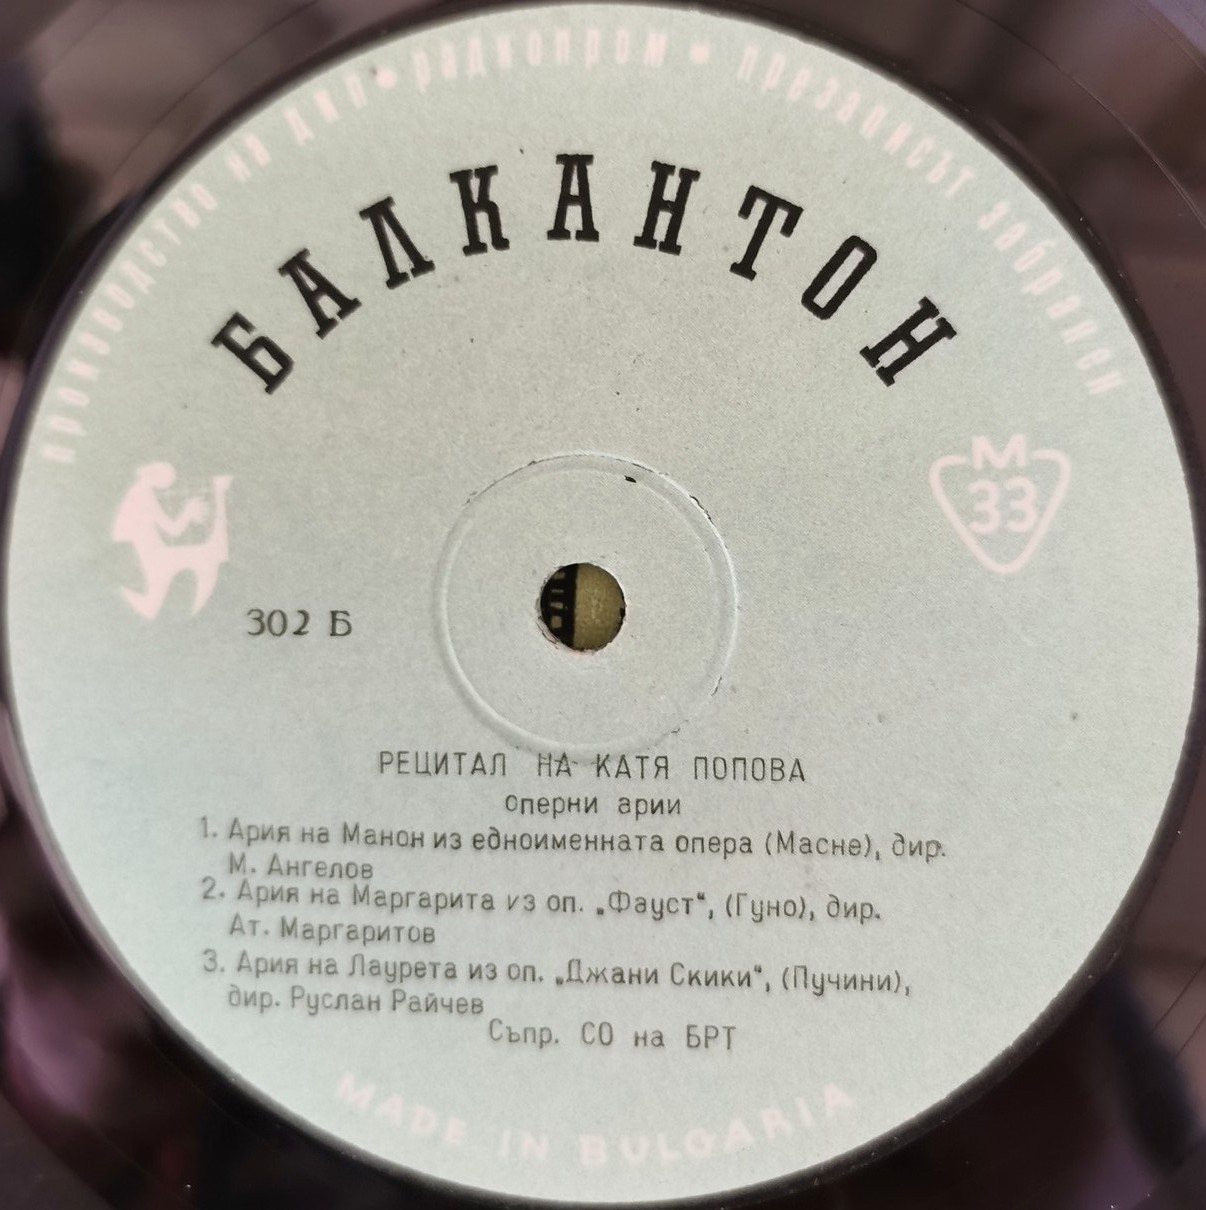 производство на дип • радиопром • презаписът забранен
БАЛКАНТОН
М
33
302 Б
РЕЦИТАЛ НА КАТЯ ПОПОВА
оперни арии
1. Ария на Манон из едноименната опера (Масне), дир.
М. Ангелов
2. Ария на Маргарита из оп. „Фауст“, (Гуно), дир.
Ат. Маргаритов
3. Ария на Лаурета из оп. „Джани Скики“, (Пучини),
дир. Руслан Райчев
Съпр. СО на БРТ
MADE IN BULGARIA